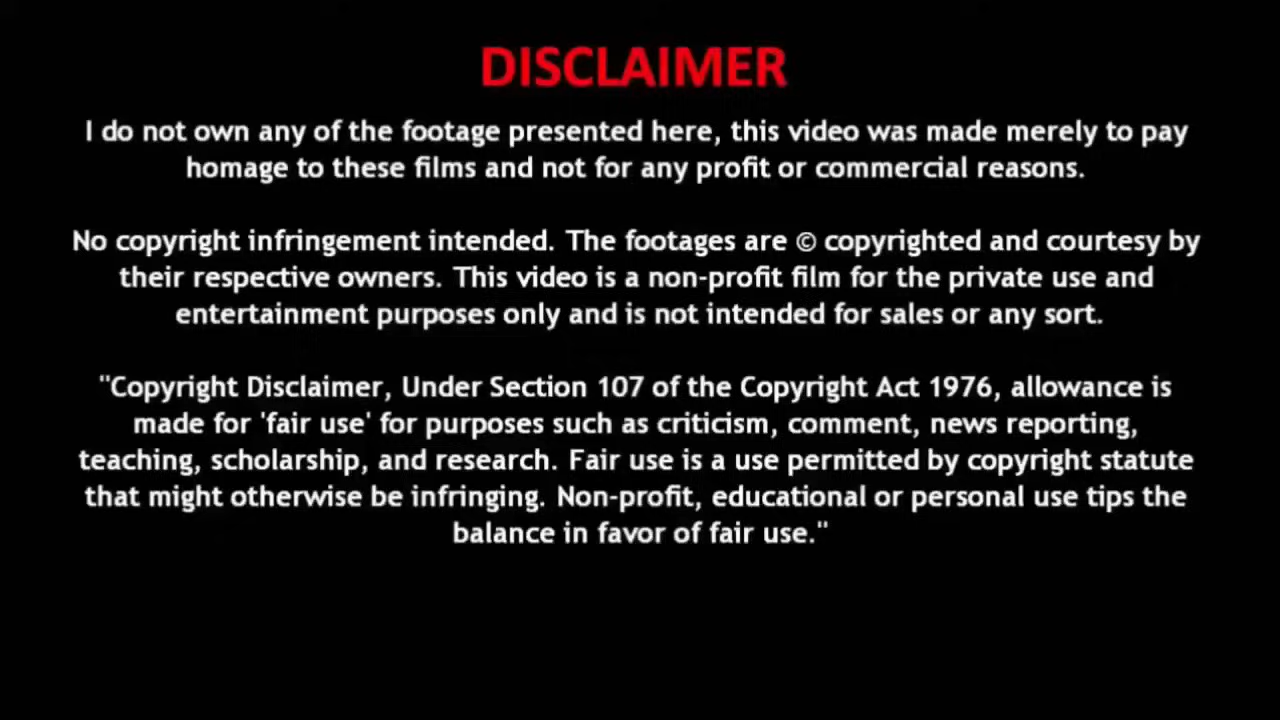 DISCLAIMER
I do not own any of the footage presented here, this video was made merely to pay
homage to these films and not for any profit or commercial reasons.
No copyright infringement intended. The footages are © copyrighted and courtesy by
their respective owners. This video is a non-profit film for the private use and
entertainment purposes only and is not intended for sales or any sort.
"Copyright Disclaimer, Under Section 107 of the Copyright Act 1976, allowance is
made for 'fair use' for purposes such as criticism, comment, news reporting,
teaching, scholarship, and research. Fair use is a use permitted by copyright statute
that might otherwise be infringing. Non-profit, educational or personal use tips the
balance in favor of fair use."